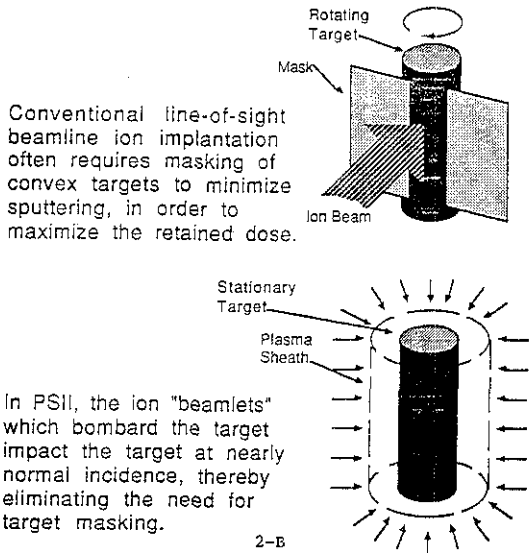 Rotating
Target
Mask
Conventional line-of-sight
beamline ion implantation
often requires masking of
convex targets to minimize
sputtering, in order to
maximize the retained dose.
Ion Beam
Stationary
Target
Plasma
Sheath
In PSII, the ion "beamlets"
which bombard the target
impact the target at nearly
normal incidence, thereby
eliminating the need for
target masking.
2-B